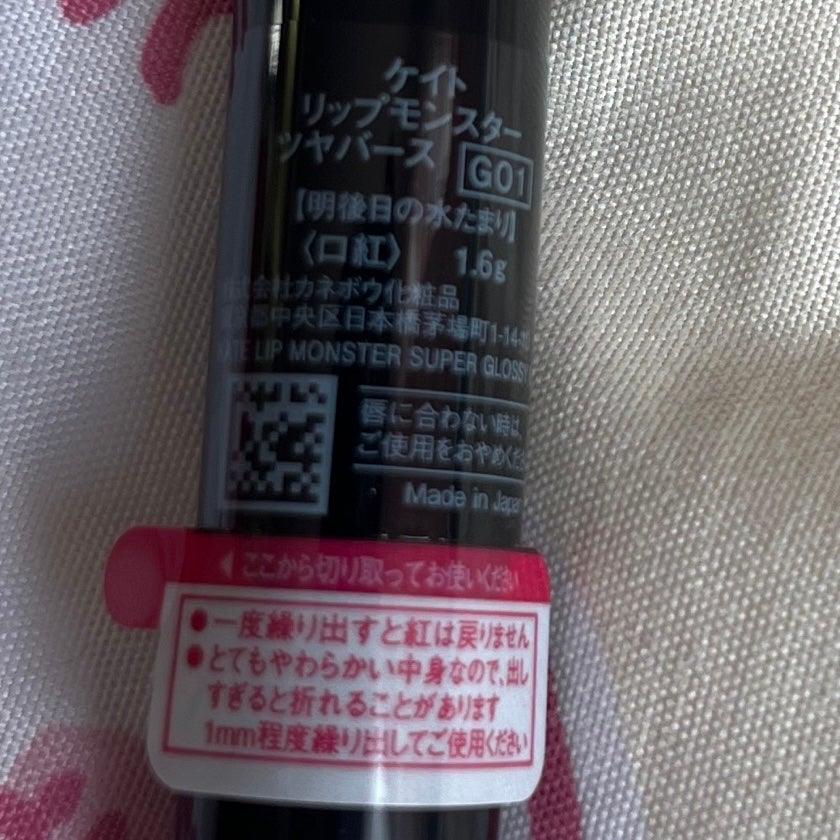 ケイト
リップモンスター
ツヤバース G01
【明後日の水たまり】
〈口紅〉 1.6g
カネボウ化粧品
中央区日本橋茅場町1-14-
LIP MONSTER SUPER GLOSSY
唇に合わない時は、
ご使用をおやめくだ
Made in Japan
◀ ここから切り取ってお使いください
●一度繰り出すと紅は戻りません
●とてもやわらかい中身なので、出し
すぎると折れることがあります
1mm程度繰り出してご使用ください